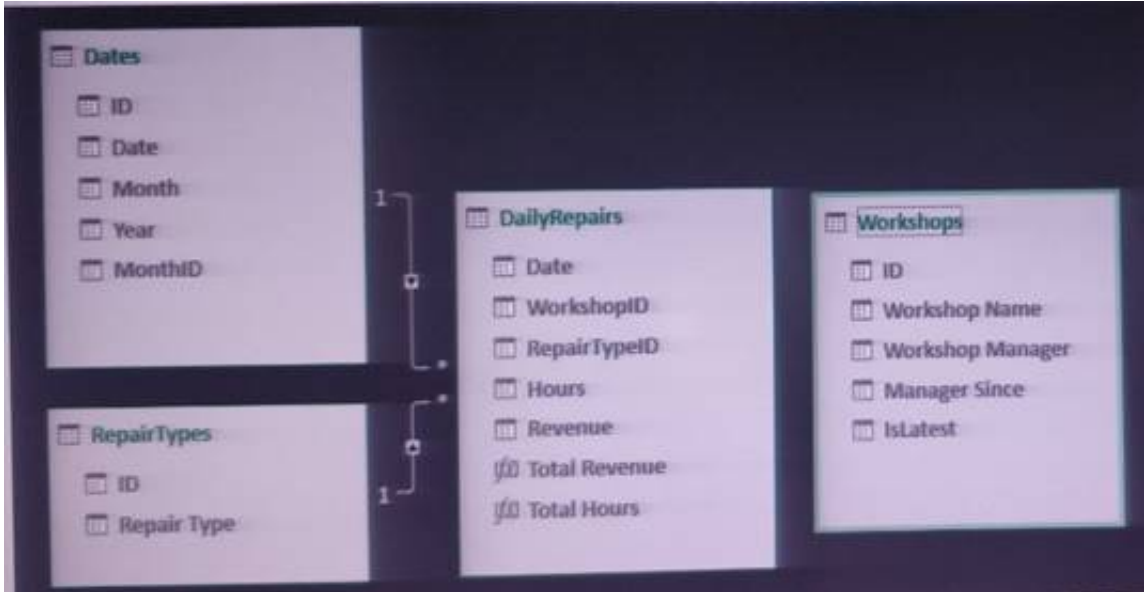 Dates
ID
Date
Month
Year
MonthID
1
*
RepairTypes
ID
Repair Type
*
1
DailyRepairs
Date
WorkshopID
RepairTypeID
Hours
Revenue
Total Revenue
Total Hours
Workshops
ID
Workshop Name
Workshop Manager
Manager Since
IsLatest